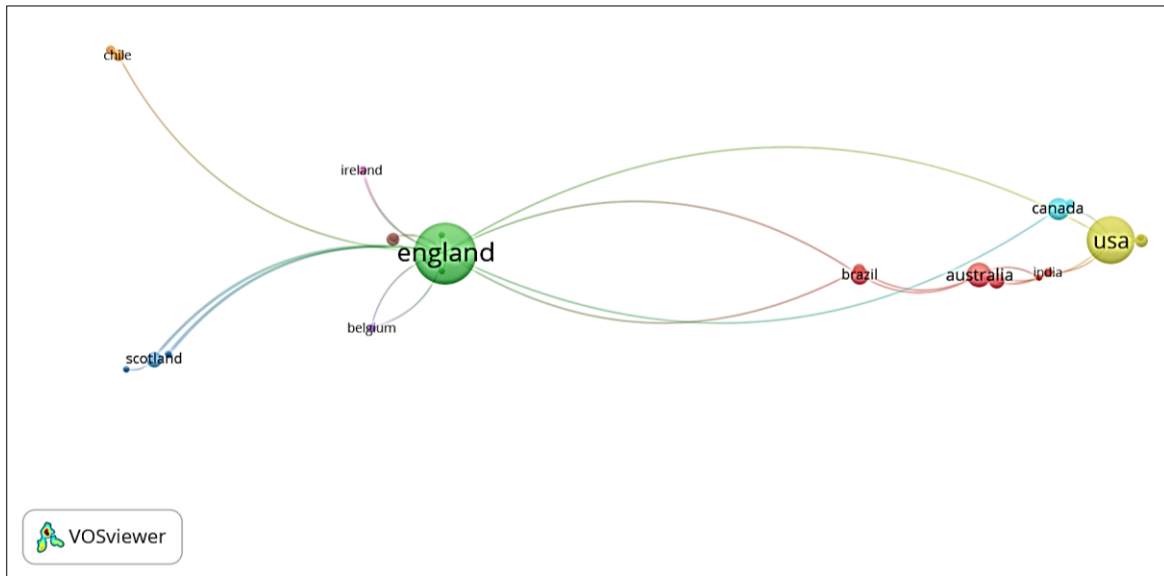 chile
ireland
england
belgium
scotland
canada
usa
brazil
australia
india
VOSviewer